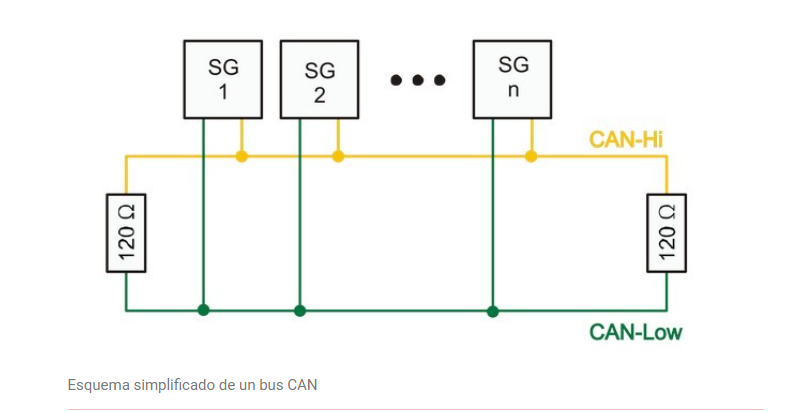 SG
1
SG
2
SG
n
CAN-Hi
120 Ω
120 Ω
CAN-Low
Esquema simplificado de un bus CAN